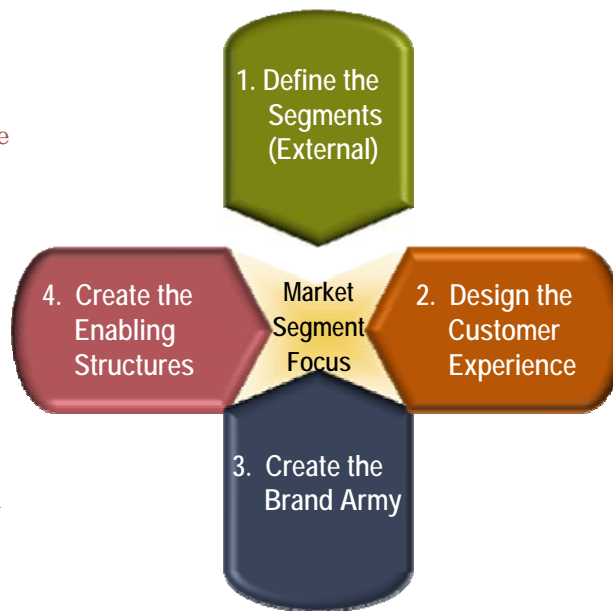 1. Define the
Segments
(External)
e
4. Create the
Enabling
Structures
Market
Segment
Focus
2. Design the
Customer
Experience
3. Create the
Brand Army